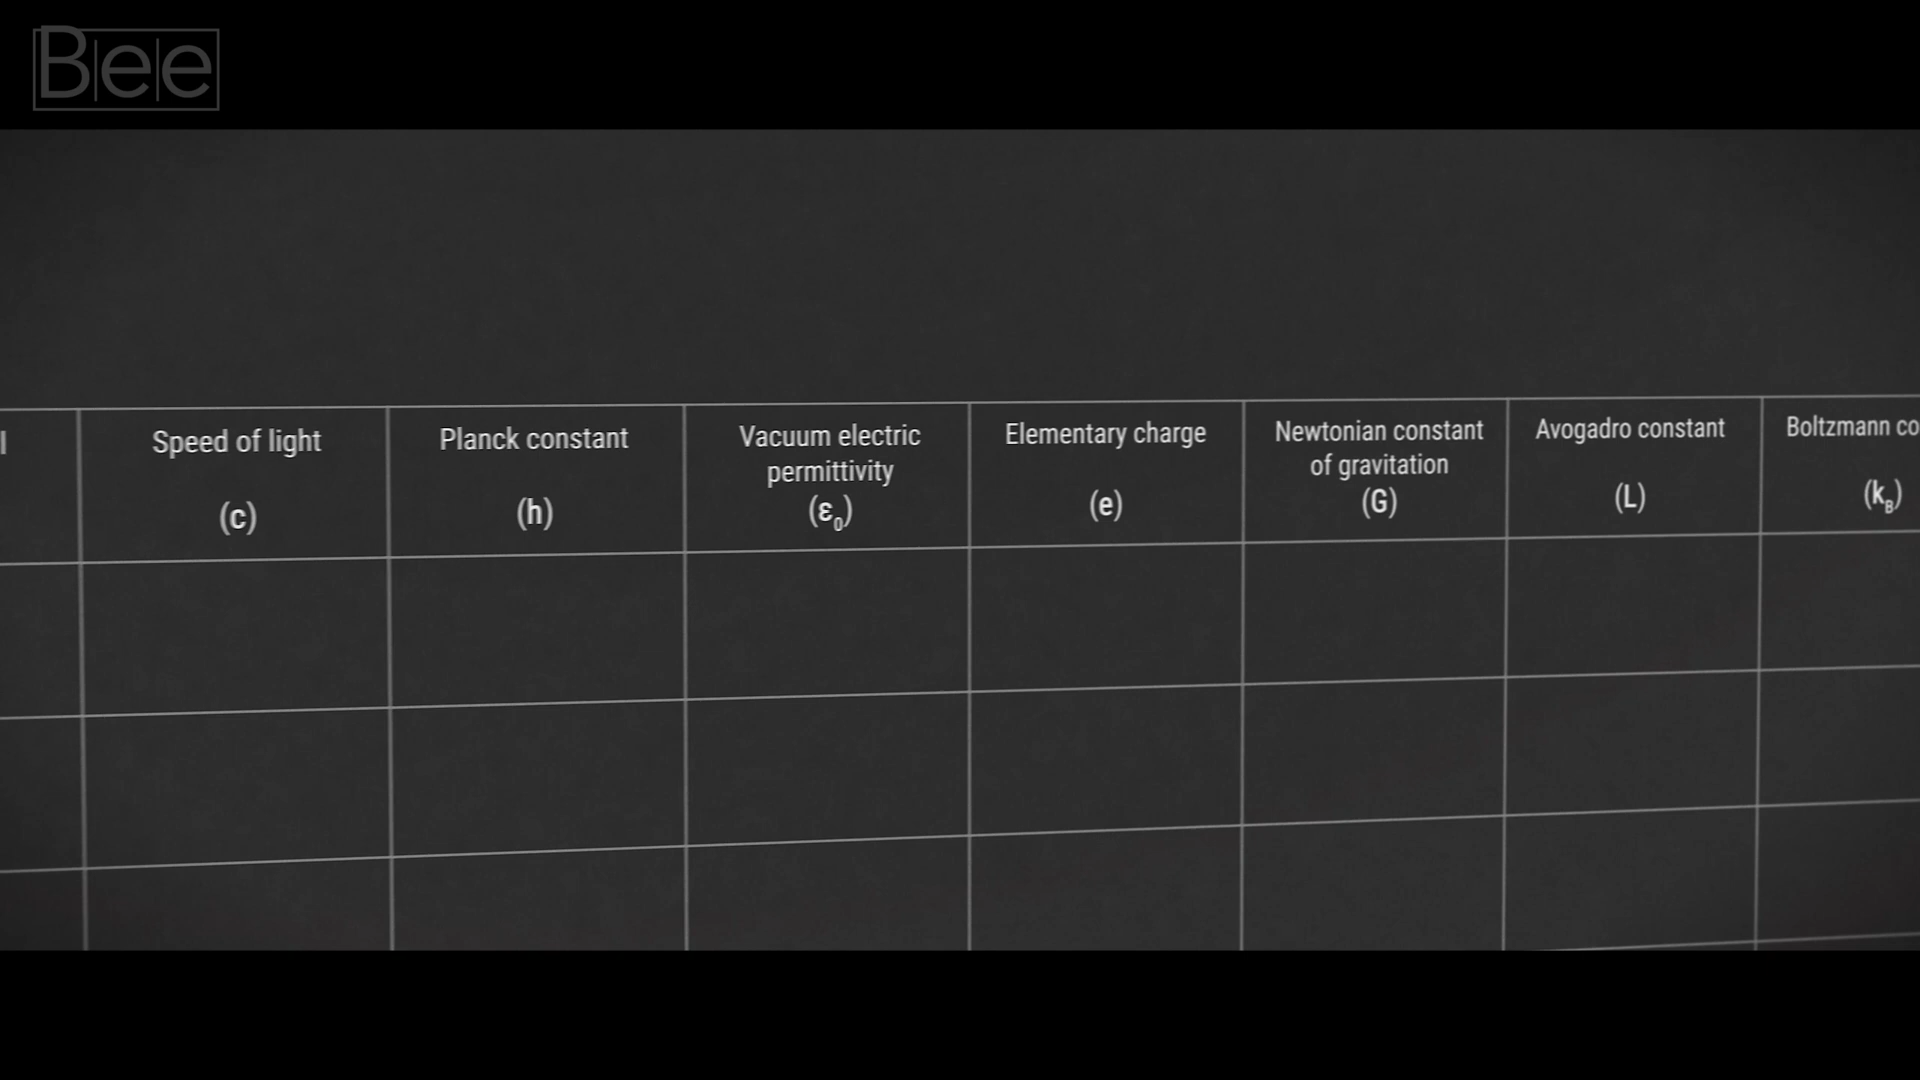 Bee
Speed of light
(c)
Planck constant
(h)
Vacuum electric
permittivity
(ε₀)
Elementary charge
(e)
Newtonian constant
of gravitation
(G)
Avogadro constant
(L)
Boltzmann co
(k_B)